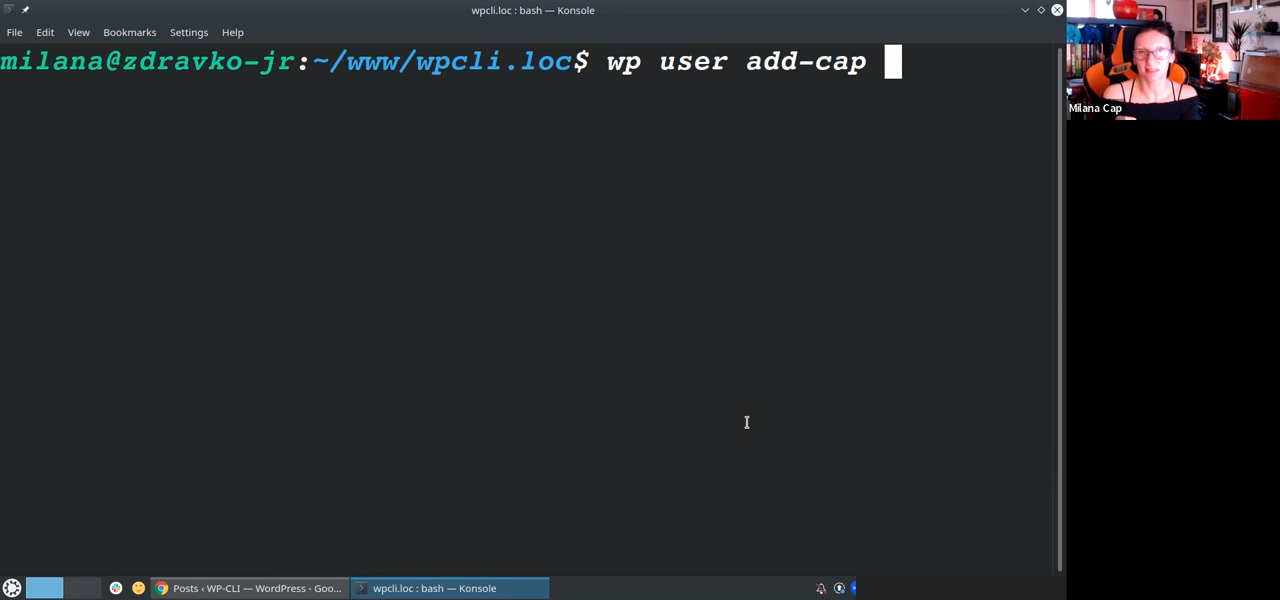 wpcli.loc : bash — Konsole
File Edit View Bookmarks Settings Help
milana@zdravko-jr:~/www/wpcli.loc$ wp user add-cap
Milana Cap
Posts ‹ WP-CLI — WordPress - Goo...
wpcli.loc : bash — Konsole